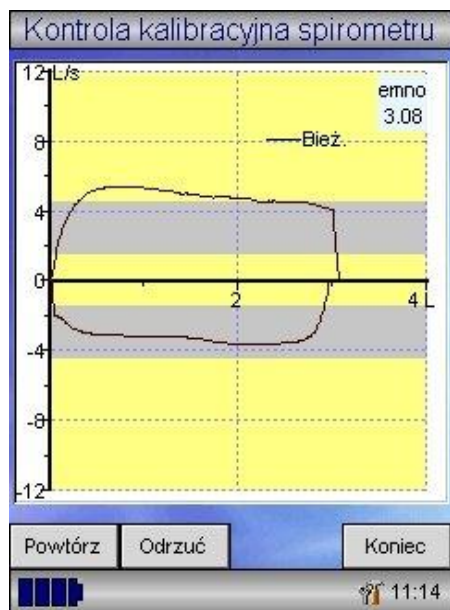 Kontrola kalibracyjna spirometru
12 L/s
emno
3.08
8
Bież.
4
0
2
4 L
-4
-8
-12
Powtórz Odrzuć Koniec
11:14